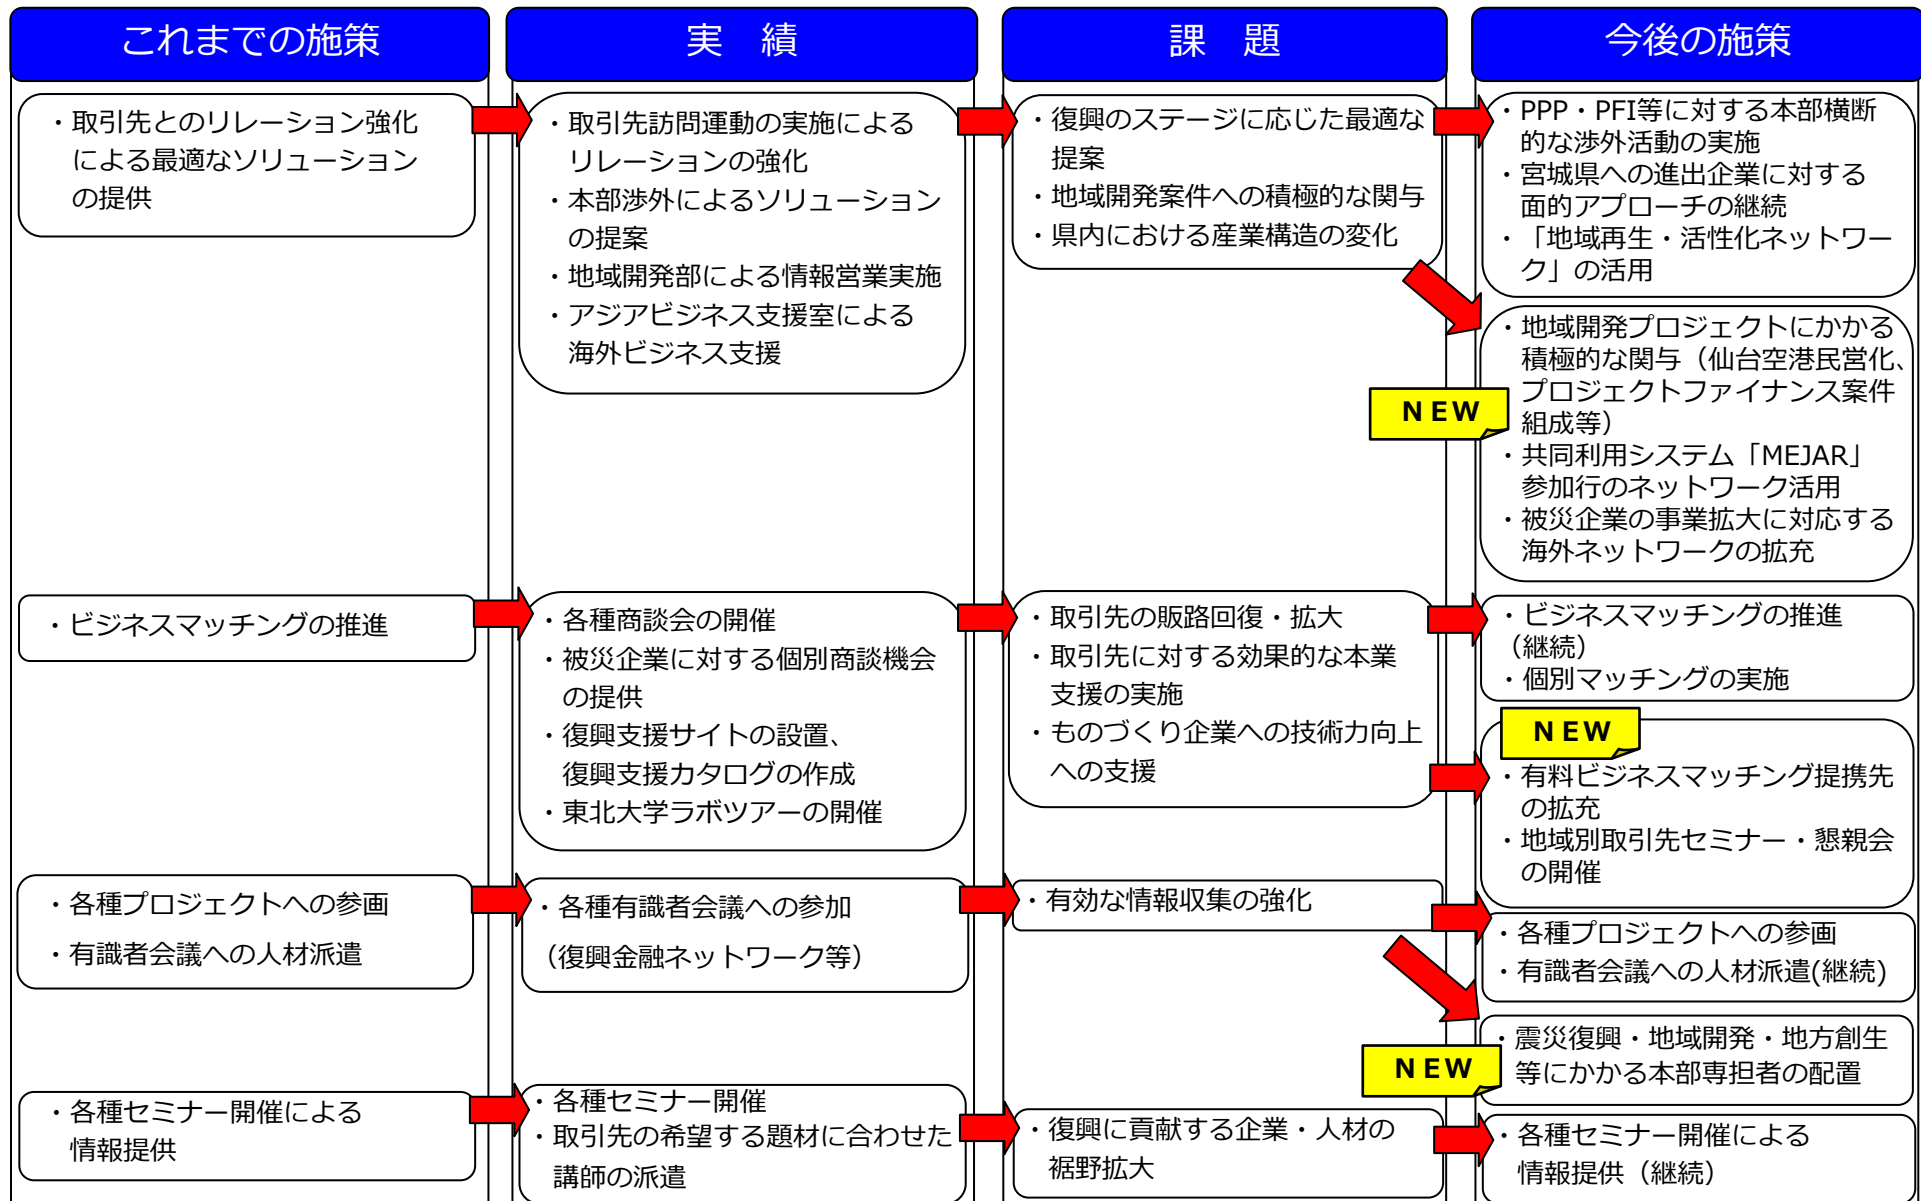 これまでの施策
実　績
課　題
今後の施策
・取引先とのリレーション強化
による最適なソリューション
の提供
・取引先訪問運動の実施による
リレーションの強化
・本部渉外によるソリューション
の提案
・地域開発部による情報営業実施
・アジアビジネス支援室による
海外ビジネス支援
・復興のステージに応じた最適な
提案
・地域開発案件への積極的な関与
・県内における産業構造の変化
・PPP・PFI等に対する本部横断
的な渉外活動の実施
・宮城県への進出企業に対する
面的アプローチの継続
・「地域再生・活性化ネットワー
ク」の活用
NEW
・地域開発プロジェクトにかかる
積極的な関与（仙台空港民営化、
プロジェクトファイナンス案件
組成等）
・共同利用システム「MEJAR」
参加行のネットワーク活用
・被災企業の事業拡大に対応する
海外ネットワークの拡充
・ビジネスマッチングの推進
・各種商談会の開催
・被災企業に対する個別商談機会
の提供
・復興支援サイトの設置、
復興支援カタログの作成
・東北大学ラボツアーの開催
・取引先の販路回復・拡大
・取引先に対する効果的な本業
支援の実施
・ものづくり企業への技術力向上
への支援
・ビジネスマッチングの推進
（継続）
・個別マッチングの実施
NEW
・有料ビジネスマッチング提携先
の拡充
・地域別取引先セミナー・懇親会
の開催
・各種プロジェクトへの参画
・有識者会議への人材派遣
・各種有識者会議への参加
（復興金融ネットワーク等）
・有効な情報収集の強化
・各種プロジェクトへの参画
・有識者会議への人材派遣(継続)
NEW
・震災復興・地域開発・地方創生
等にかかる本部専担者の配置
・各種セミナー開催による
情報提供
・各種セミナー開催
・取引先の希望する題材に合わせた
講師の派遣
・復興に貢献する企業・人材の
裾野拡大
・各種セミナー開催による
情報提供（継続）